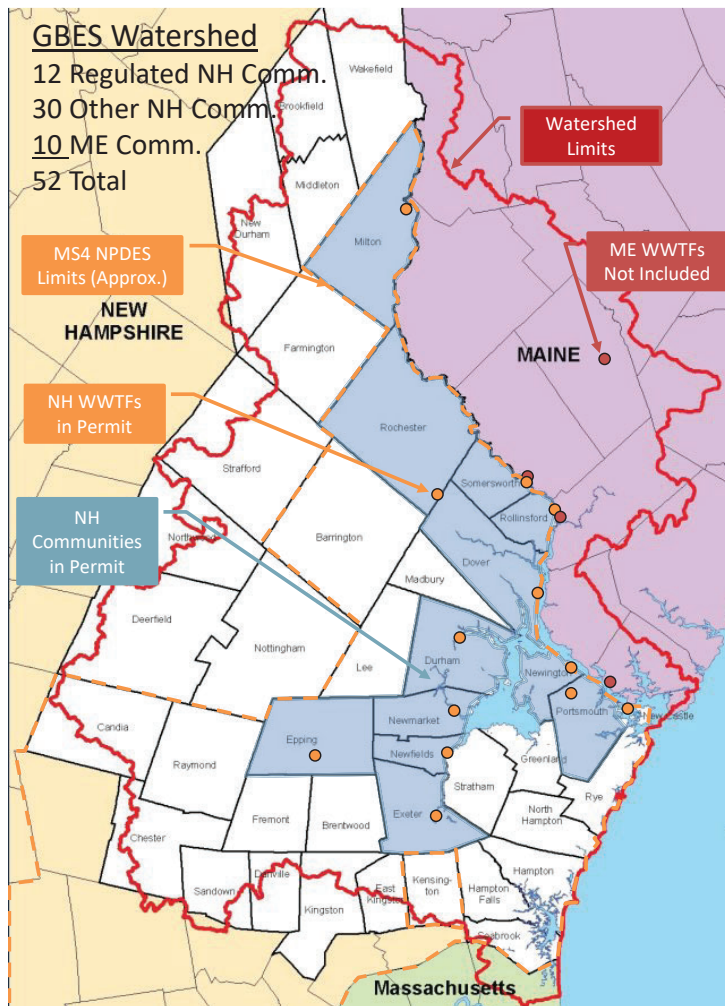 GBES Watershed
12 Regulated NH Comm.
30 Other NH Comm.
10 ME Comm.
52 Total
Wakefield
Brookfield
Watershed
Limits
Middleton
New
Durham
Milton
MS4 NPDES
Limits (Approx.)
ME WWTFs
Not Included
NEW
HAMPSHIRE
Farmington
MAINE
NH WWTFs
in Permit
Rochester
Strafford
Somersworth
Rollinsford
NH
Communities
in Permit
Northwood
Barrington
Dover
Madbury
Deerfield
Nottingham
Lee
Durham
Newington
Candia
Newmarket
Portsmouth
New Castle
Epping
Raymond
Newfields
Greenland
Stratham
Rye
Fremont
Brentwood
Exeter
North
Hampton
Chester
Danville
Hampton
Sandown
Kingston
East
Kingston
Kensing-
ton
Hampton
Falls
Seabrook
Massachusetts